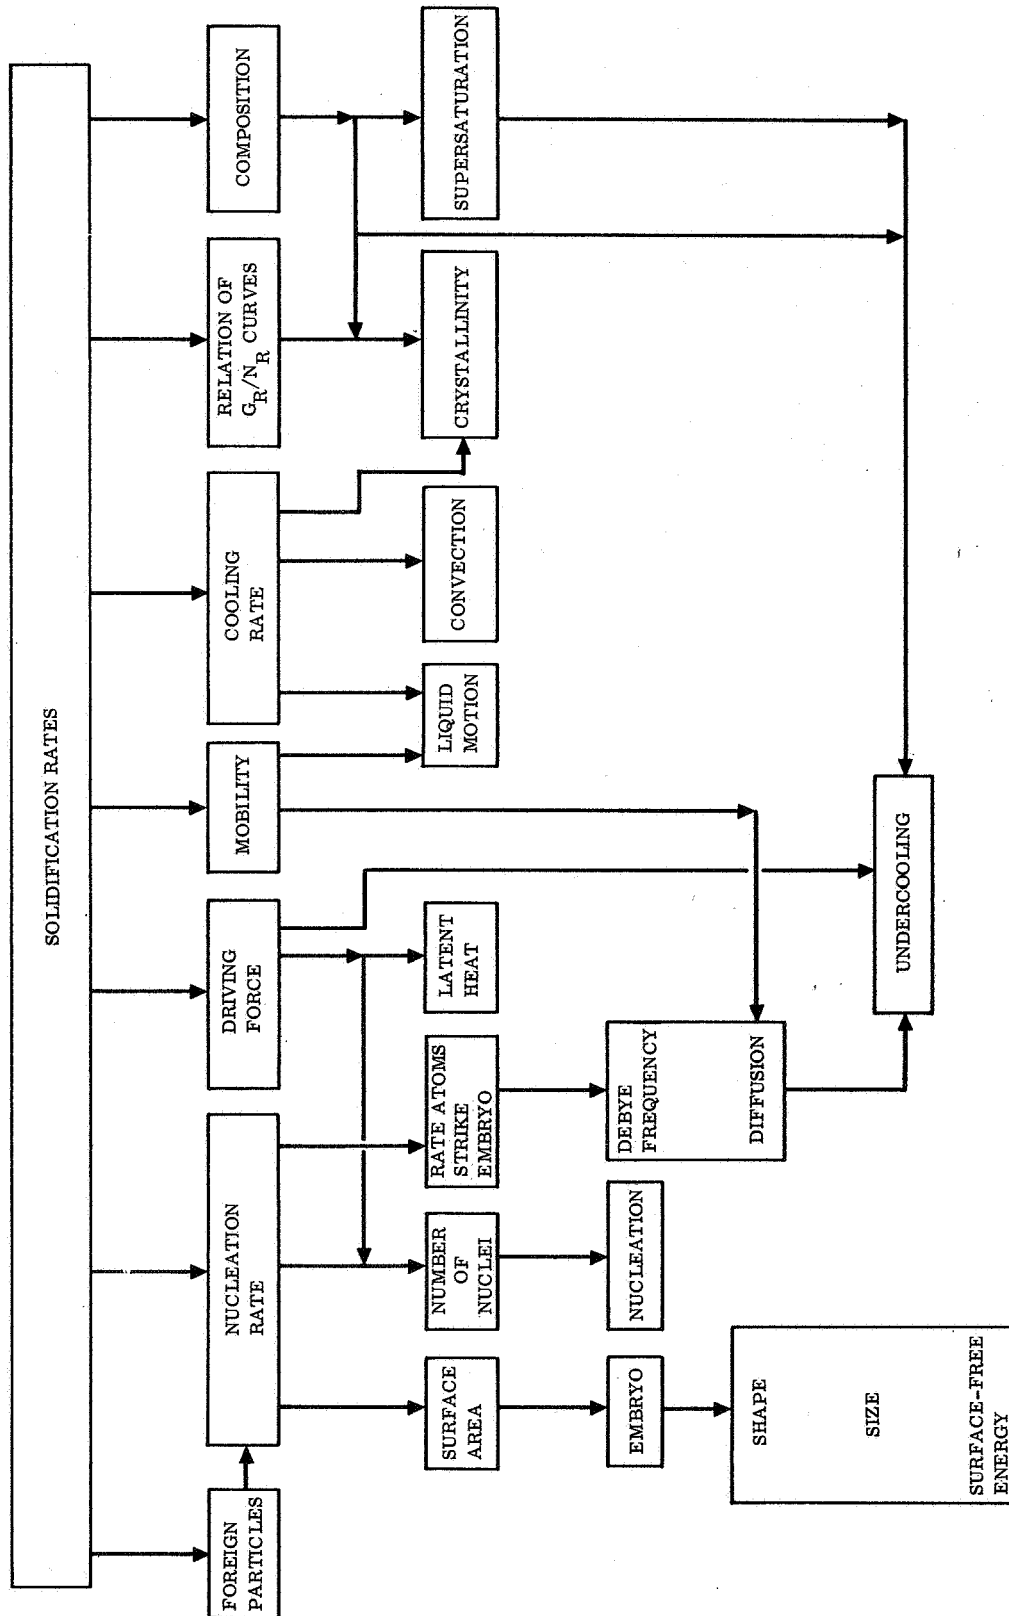 SOLIDIFICATION RATES
FOREIGN
PARTICLES
NUCLEATION
RATE
DRIVING
FORCE
MOBILITY
COOLING
RATE
RELATION OF
G_R/N_R CURVES
COMPOSITION
SURFACE
AREA
NUMBER
OF
NUCLEI
RATE ATOMS
STRIKE
EMBRYO
LATENT
HEAT
LIQUID
MOTION
CONVECTION
CRYSTALLINITY
SUPERSATURATION
EMBRYO
NUCLEATION
DEBYE
FREQUENCY
DIFFUSION
SHAPE
SIZE
SURFACE-FREE
ENERGY
UNDERCOOLING